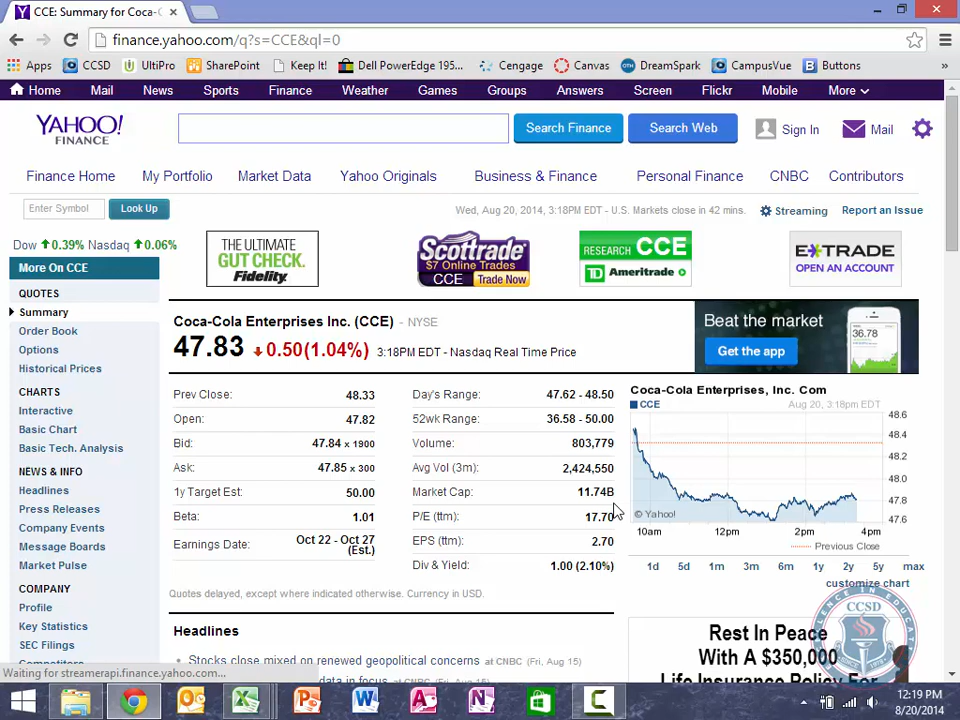 CCE: Summary for Coca-C
finance.yahoo.com/q?s=CCE&ql=0
Apps CCSD UltiPro SharePoint Keep It! Dell PowerEdge 195... Cengage Canvas DreamSpark CampusVue Buttons »
Home Mail News Sports Finance Weather Games Groups Answers Screen Flickr Mobile More
YAHOO! FINANCE
Search Finance Search Web Sign In Mail
Finance Home My Portfolio Market Data Yahoo Originals Business & Finance Personal Finance CNBC Contributors
Enter Symbol Look Up Wed, Aug 20, 2014, 3:18PM EDT - U.S. Markets close in 42 mins. Streaming Report an Issue
Dow 0.39% Nasdaq 0.06%
THE ULTIMATE
GUT CHECK.
Fidelity.
Scottrade
$7 Online Trades
CCE Trade Now
RESEARCH CCE
TD Ameritrade
E*TRADE
OPEN AN ACCOUNT
More On CCE
QUOTES
Summary
Order Book
Options
Historical Prices
CHARTS
Interactive
Basic Chart
Basic Tech. Analysis
NEWS & INFO
Headlines
Press Releases
Company Events
Message Boards
Market Pulse
COMPANY
Profile
Key Statistics
SEC Filings
Coca-Cola Enterprises Inc. (CCE) - NYSE
47.83 0.50(1.04%) 3:18PM EDT - Nasdaq Real Time Price
Beat the market
Get the app
36.78
Prev Close: 48.33
Open: 47.82
Bid: 47.84 x 1900
Ask: 47.85 x 300
1y Target Est: 50.00
Beta: 1.01
Earnings Date: Oct 22 - Oct 27
(Est.)
Day's Range: 47.62 - 48.50
52wk Range: 36.58 - 50.00
Volume: 803,779
Avg Vol (3m): 2,424,550
Market Cap: 11.74B
P/E (ttm): 17.70
EPS (ttm): 2.70
Div & Yield: 1.00 (2.10%)
Quotes delayed, except where indicated otherwise. Currency in USD.
Coca-Cola Enterprises, Inc. Com
CCE Aug 20, 3:18pm EDT
48.6
48.4
48.2
48.0
47.8
47.6
© Yahoo!
10am 12pm 2pm 4pm
Previous Close
1d 5d 1m 3m 6m 1y 2y 5y max
customize chart
Headlines
Stocks close mixed on renewed geopolitical concerns at CNBC (Fri, Aug 15)
data in focus at CNBC (Fri, Aug 15)
Rest In Peace
With A $350,000
Life Insurance Policy For
CCSD
Waiting for streamerapi.finance.yahoo.com...
12:19 PM
8/20/2014